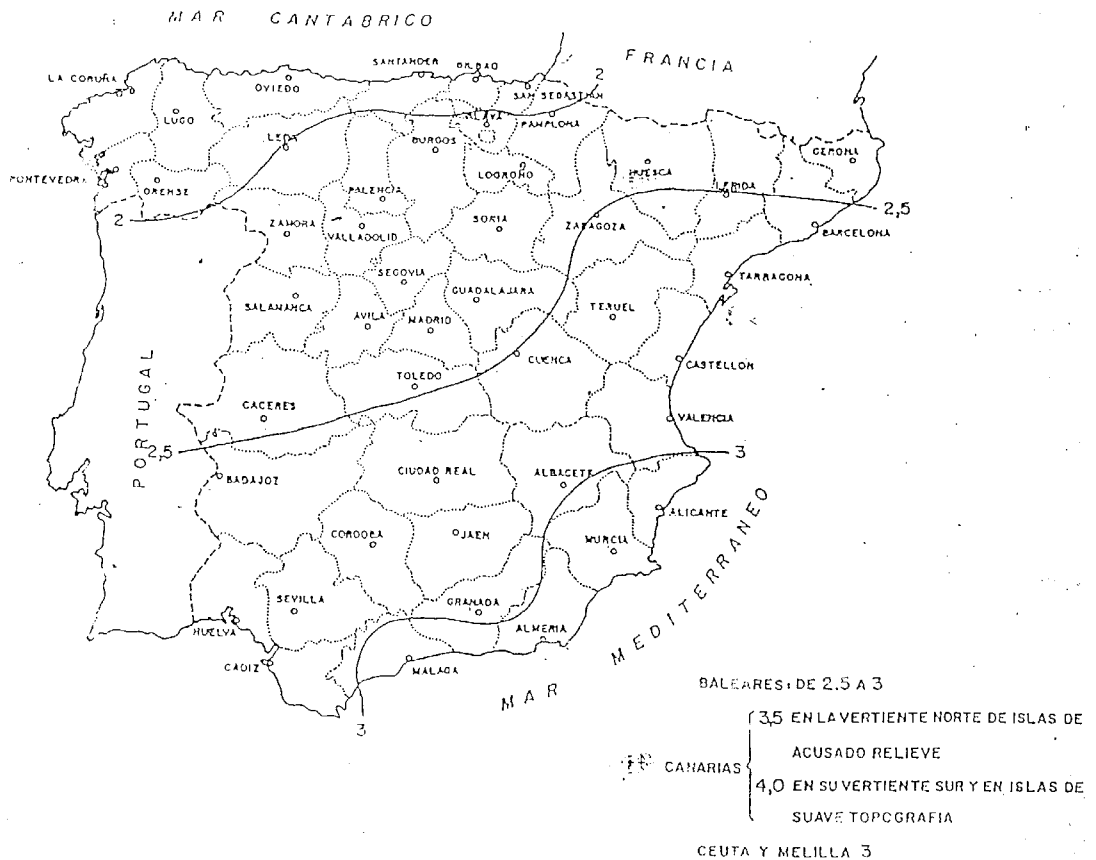 MAR CANTABRICO
FRANCIA
SANTANDER
BILBAO
2
LA CORUÑA
OVIEDO
SAN SEBASTIAN
LUGO
LEON
ALAVA
PAMPLONA
BURGOS
GERONA
LOGROÑO
HUESCA
PONTEVEDRA
ORENSE
PALENCIA
LERIDA
2
ZAMORA
VALLADOLID
SORIA
ZARAGOZA
2,5
BARCELONA
SEGOVIA
TARRAGONA
SALAMANCA
GUADALAJARA
AVILA
MADRID
TERUEL
CUENCA
CASTELLON
TOLEDO
PORTUGAL
CACERES
VALENCIA
2,5
3
BADAJOZ
CIUDAD REAL
ALBACETE
ALICANTE
CORDOBA
JAEN
MURCIA
SEVILLA
GRANADA
HUELVA
ALMERIA
CADIZ
MALAGA
MAR MEDITERRANEO
3
BALEARES: DE 2.5 A 3
3,5 EN LA VERTIENTE NORTE DE ISLAS DE
ACUSADO RELIEVE
CANARIAS
4,0 EN SU VERTIENTE SUR Y EN ISLAS DE
SUAVE TOPOGRAFIA
CEUTA Y MELILLA 3